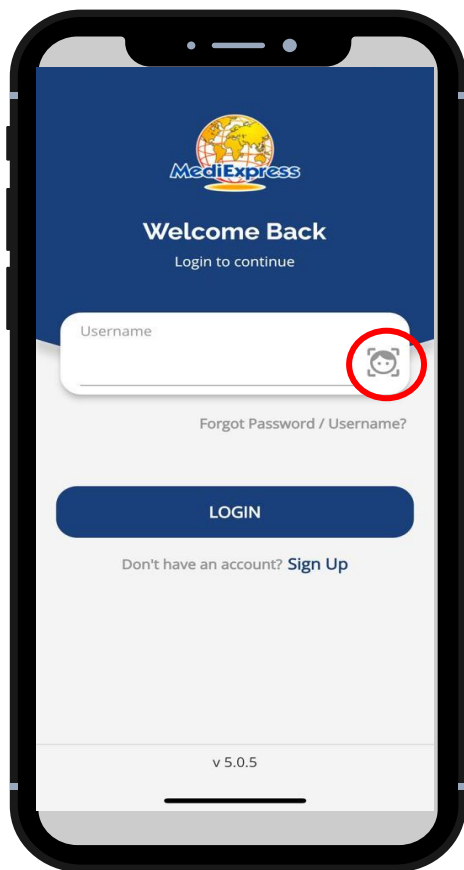 MediExpress
Welcome Back
Login to continue
Username
Forgot Password / Username?
LOGIN
Don't have an account? Sign Up
v 5.0.5